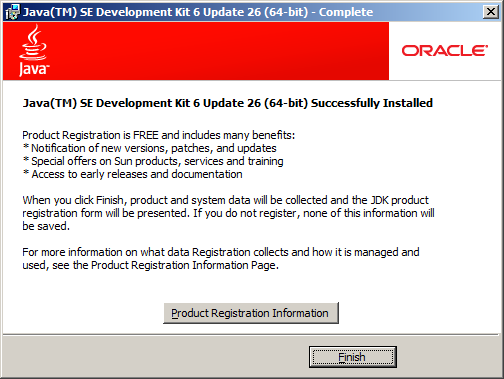 Java(TM) SE Development Kit 6 Update 26 (64-bit) - Complete
Java
ORACLE
Java(TM) SE Development Kit 6 Update 26 (64-bit) Successfully Installed
Product Registration is FREE and includes many benefits:
* Notification of new versions, patches, and updates
* Special offers on Sun products, services and training
* Access to early releases and documentation
When you click Finish, product and system data will be collected and the JDK product
registration form will be presented. If you do not register, none of this information will
be saved.
For more information on what data Registration collects and how it is managed and
used, see the Product Registration Information Page.
Product Registration Information
Finish